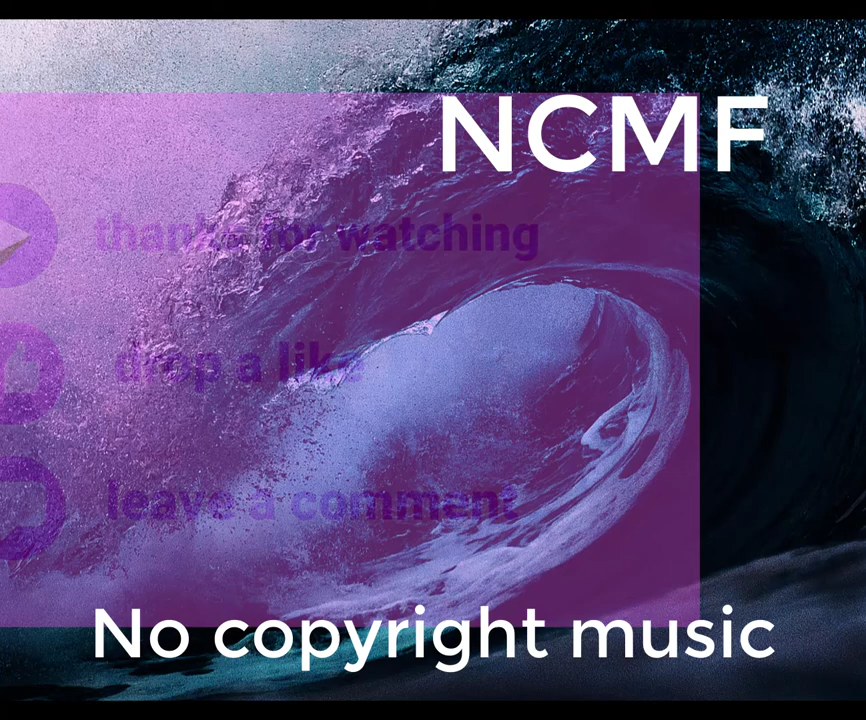 NCMF
thanks for watching
drop a like
leave a comment
No copyright music